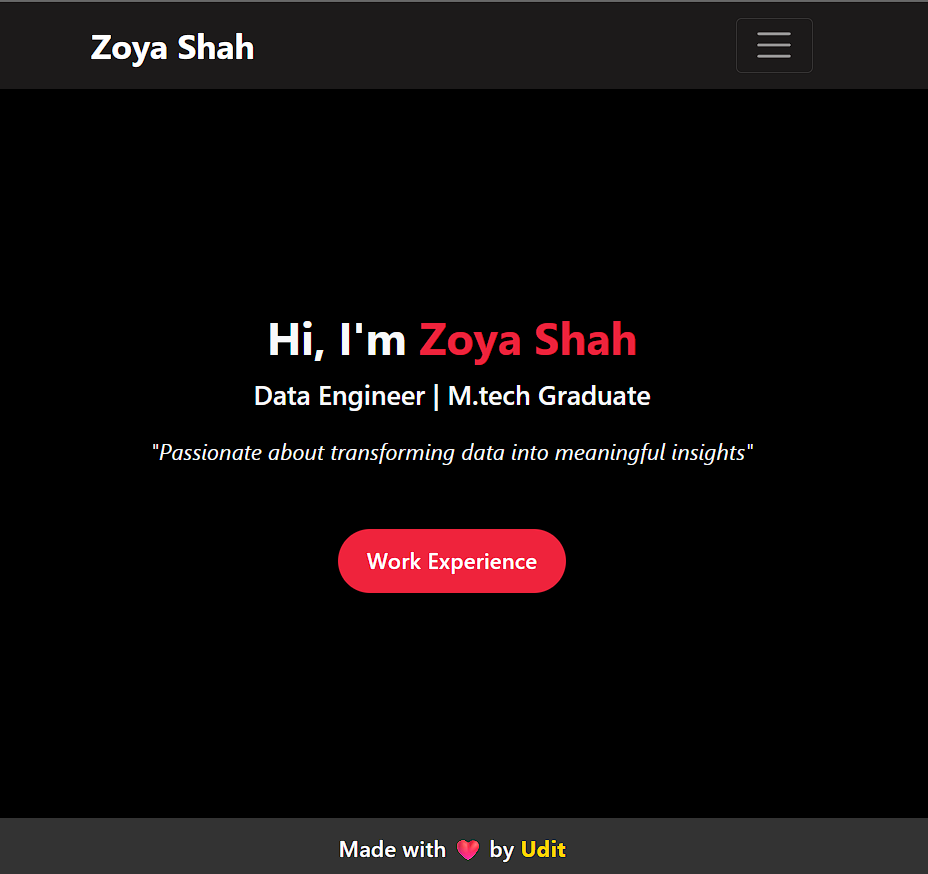 Zoya Shah
Hi, I'm Zoya Shah
Data Engineer | M.tech Graduate
"Passionate about transforming data into meaningful insights"
Work Experience
Made with ❤️ by Udit